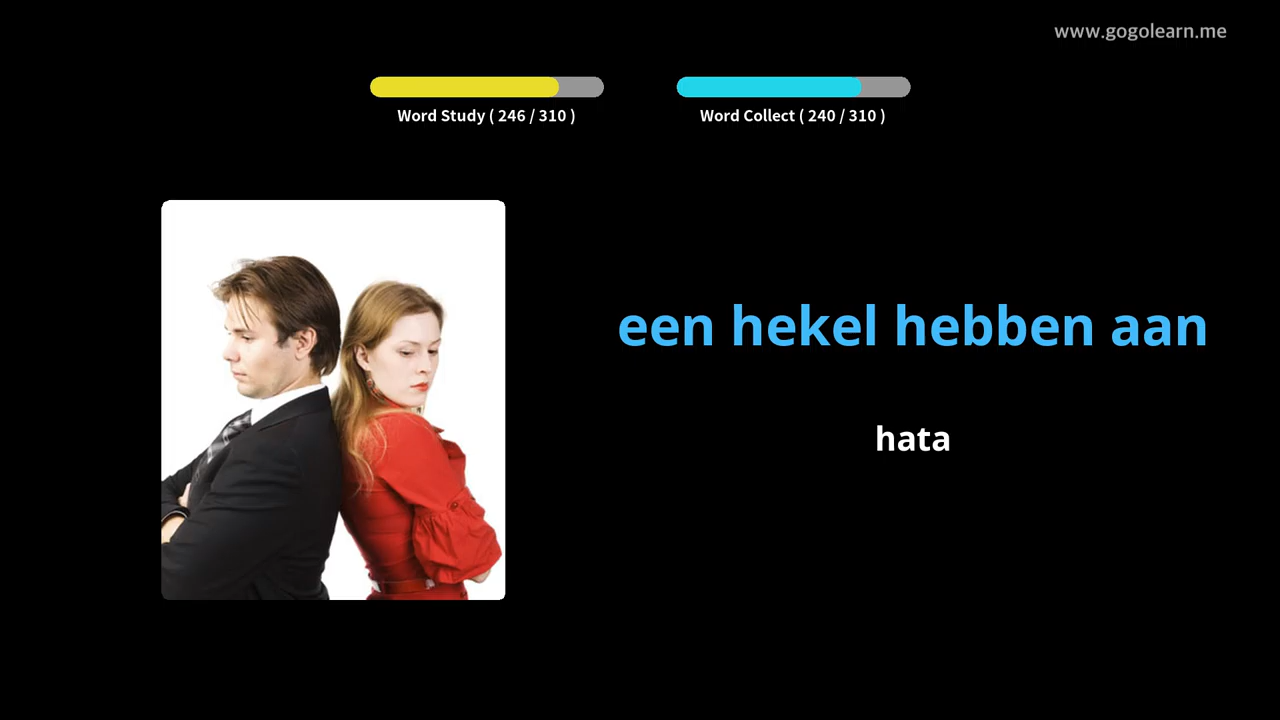 www.gogolearn.me
Word Study ( 246 / 310 )
Word Collect ( 240 / 310 )
een hekel hebben aan
hata